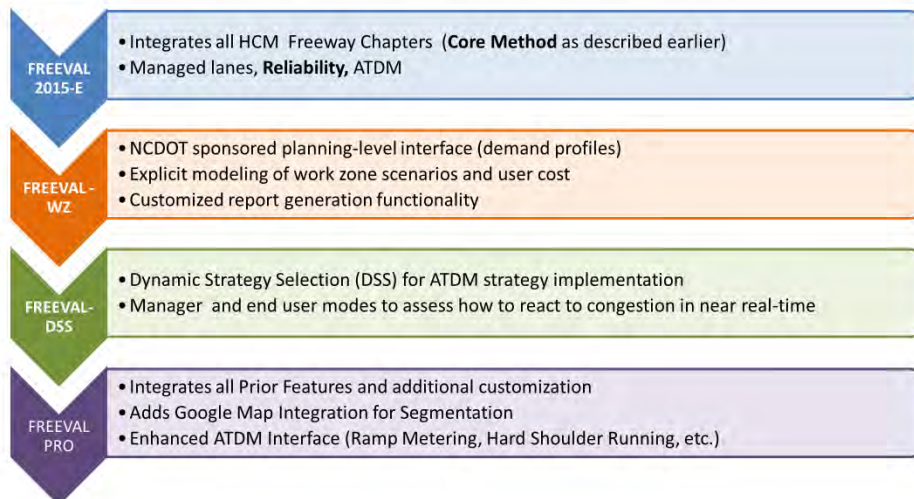 FREEVAL
2015-E
• Integrates all HCM Freeway Chapters (Core Method as described earlier)
• Managed lanes, Reliability, ATDM
FREEVAL -
WZ
• NCDOT sponsored planning-level interface (demand profiles)
• Explicit modeling of work zone scenarios and user cost
• Customized report generation functionality
FREEVAL-
DSS
• Dynamic Strategy Selection (DSS) for ATDM strategy implementation
• Manager and end user modes to assess how to react to congestion in near real-time
FREEVAL
PRO
• Integrates all Prior Features and additional customization
• Adds Google Map Integration for Segmentation
• Enhanced ATDM Interface (Ramp Metering, Hard Shoulder Running, etc.)